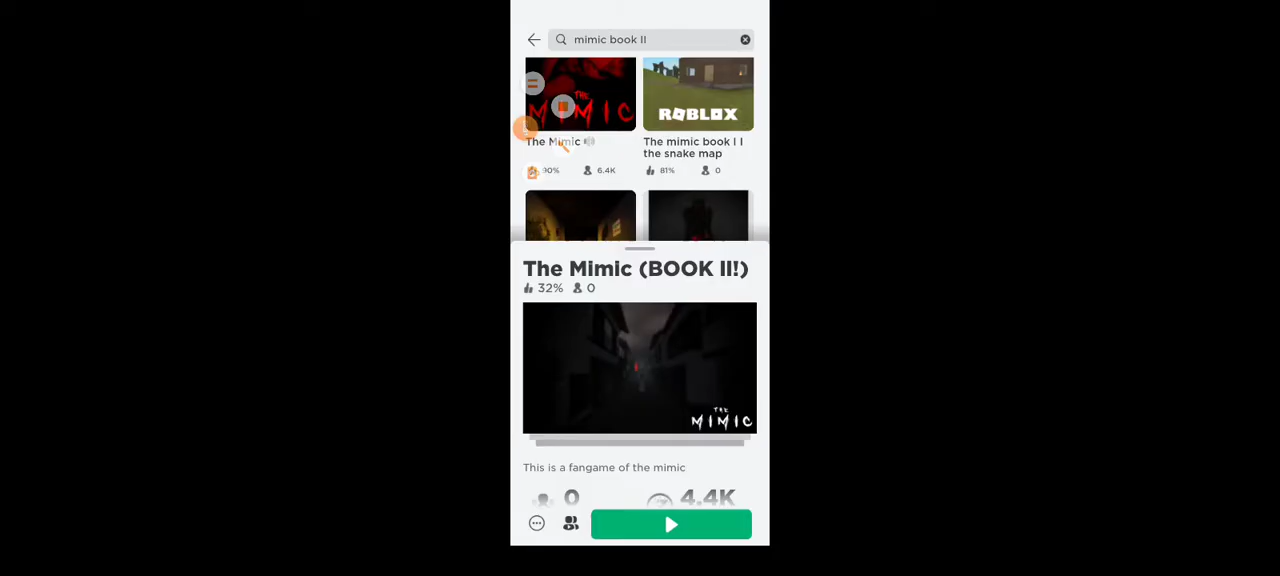 mimic book II
THE
MIMIC
ROBLOX
The Mimic
The mimic book I I
the snake map
90%
6.4K
81%
0
The Mimic (BOOK II!)
32%
0
THE
MIMIC
This is a fangame of the mimic
0
4.4K